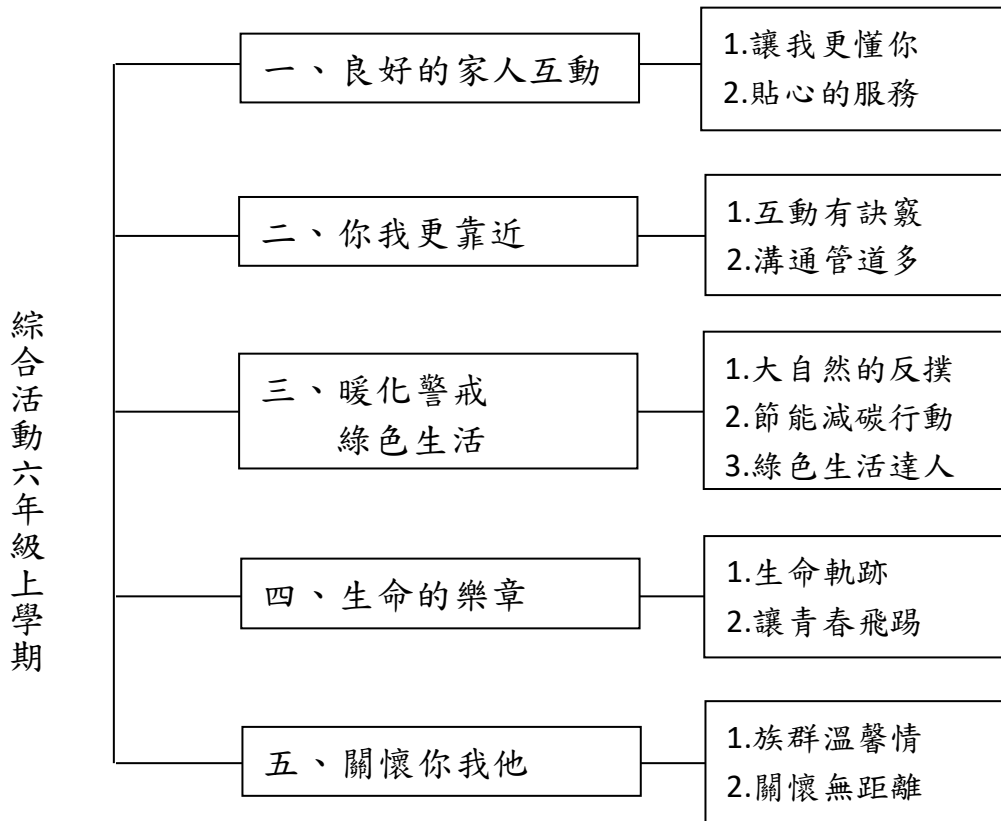 綜合活動六年級上學期
一、良好的家人互動
1.讓我更懂你
2.貼心的服務
二、你我更靠近
1.互動有訣竅
2.溝通管道多
三、暖化警戒
綠色生活
1.大自然的反撲
2.節能減碳行動
3.綠色生活達人
四、生命的樂章
1.生命軌跡
2.讓青春飛踢
五、關懷你我他
1.族群溫馨情
2.關懷無距離